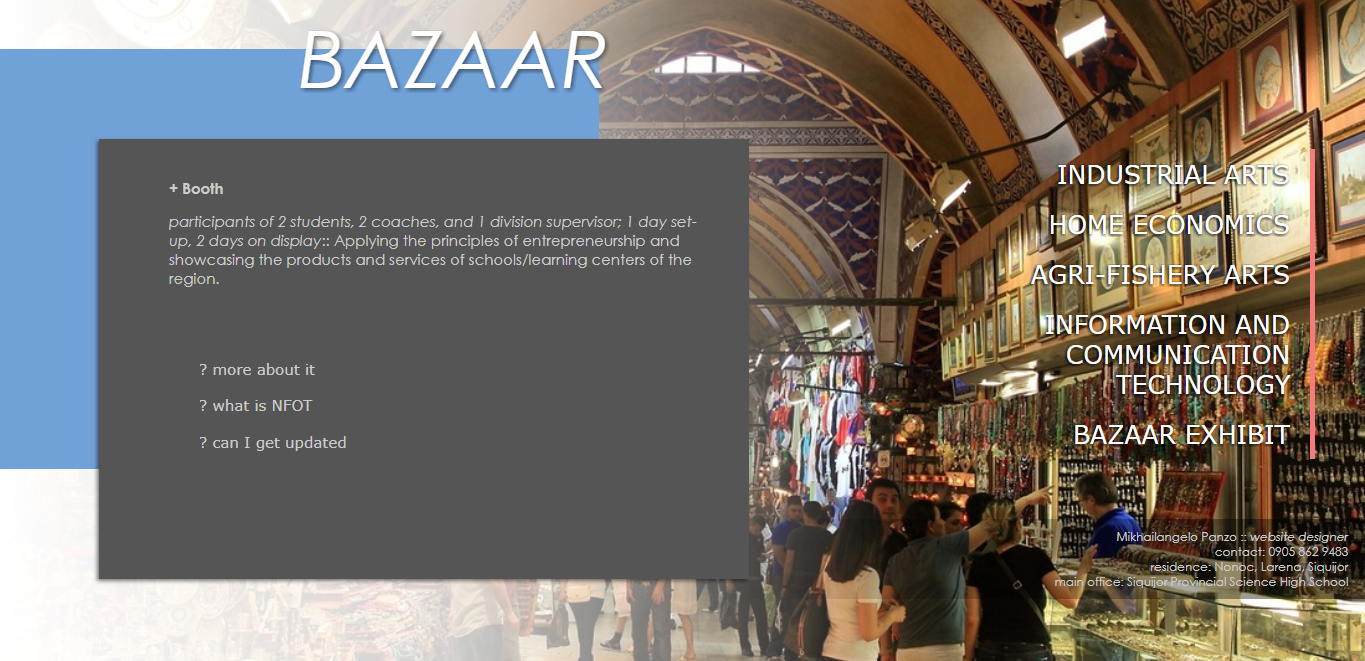 BAZAAR
+ Booth
participants of 2 students, 2 coaches, and 1 division supervisor; 1 day set-
up, 2 days on display:: Applying the principles of entrepreneurship and
showcasing the products and services of schools/learning centers of the
region.
? more about it
? what is NFOT
? can I get updated
INDUSTRIAL ARTS
HOME ECONOMICS
AGRI-FISHERY ARTS
INFORMATION AND
COMMUNICATION
TECHNOLOGY
BAZAAR EXHIBIT
Mikhailangelo Panzo :: website designer
contact: 0905 862 9483
residence: Nonoc, Larena, Siquijor
main office: Siquijor Provincial Science High School